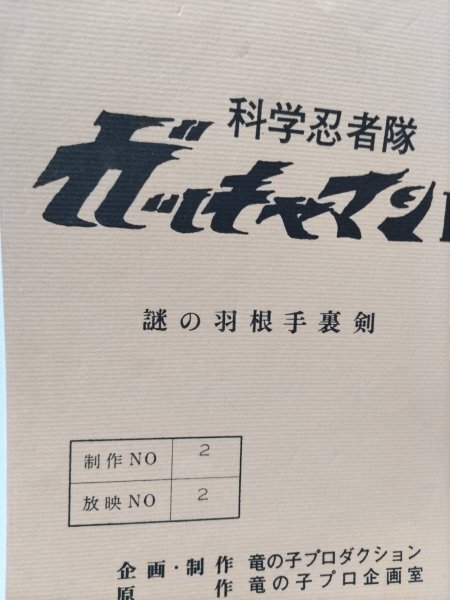 科学忍者隊
ガッチャマン
謎の羽根手裏剣
制作NO 2
放映NO 2
企画・制作 竜の子プロダクション
原 作 竜の子プロ企画室